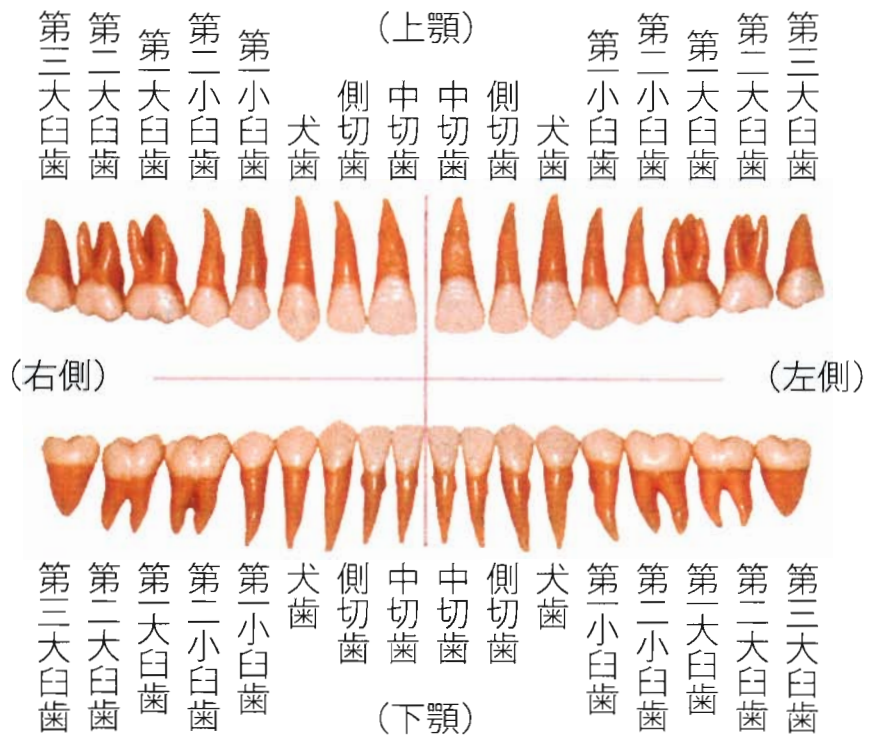 （上顎）
第三大臼歯
第二大臼歯
第一大臼歯
第二小臼歯
第一小臼歯
犬歯
側切歯
中切歯
中切歯
側切歯
犬歯
第一小臼歯
第二小臼歯
第一大臼歯
第二大臼歯
第三大臼歯
（右側）
（左側）
第三大臼歯
第二大臼歯
第一大臼歯
第二小臼歯
第一小臼歯
犬歯
側切歯
中切歯
中切歯
側切歯
犬歯
第一小臼歯
第二小臼歯
第一大臼歯
第二大臼歯
第三大臼歯
（下顎）